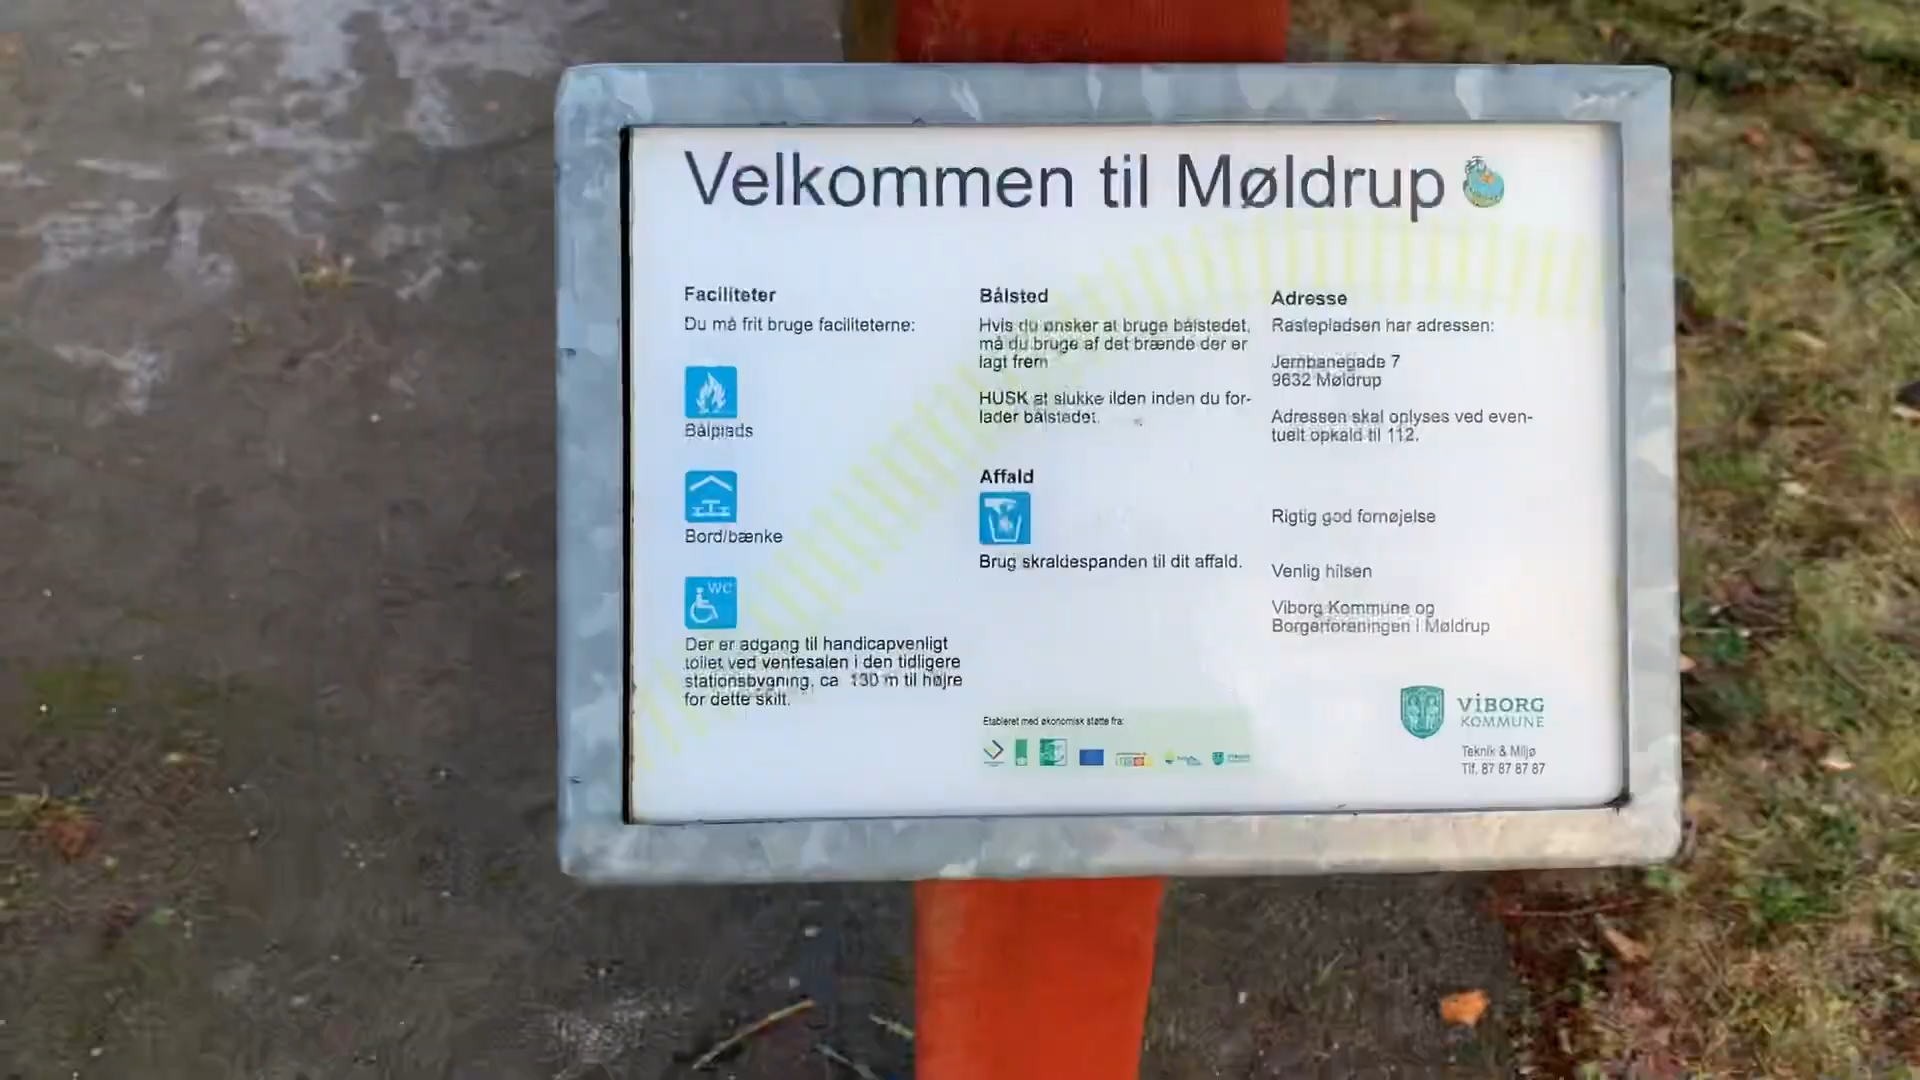 Velkommen til Møldrup
Faciliteter
Du må frit bruge faciliteterne:
Bålplads
Bord/bænke
WC
Der er adgang til handicapvenligt
toilet ved ventesalen i den tidligere
stationsbygning, ca 130 m til højre
for dette skilt.
Bålsted
Hvis du ønsker at bruge bålstedet,
må du bruge af det brænde der er
lagt frem
HUSK at slukke ilden inden du for-
lader bålstedet.
Affald
Brug skraldespanden til dit affald.
Etableret med økonomisk støtte fra:
Adresse
Rastepladsen har adressen:
Jernbanegade 7
9632 Møldrup
Adressen skal oplyses ved even-
tuelt opkald til 112.
Rigtig god fornøjelse
Venlig hilsen
Viborg Kommune og
Borgerforeningen i Møldrup
VIBORG
KOMMUNE
Teknik & Miljø
Tlf. 87 87 87 87